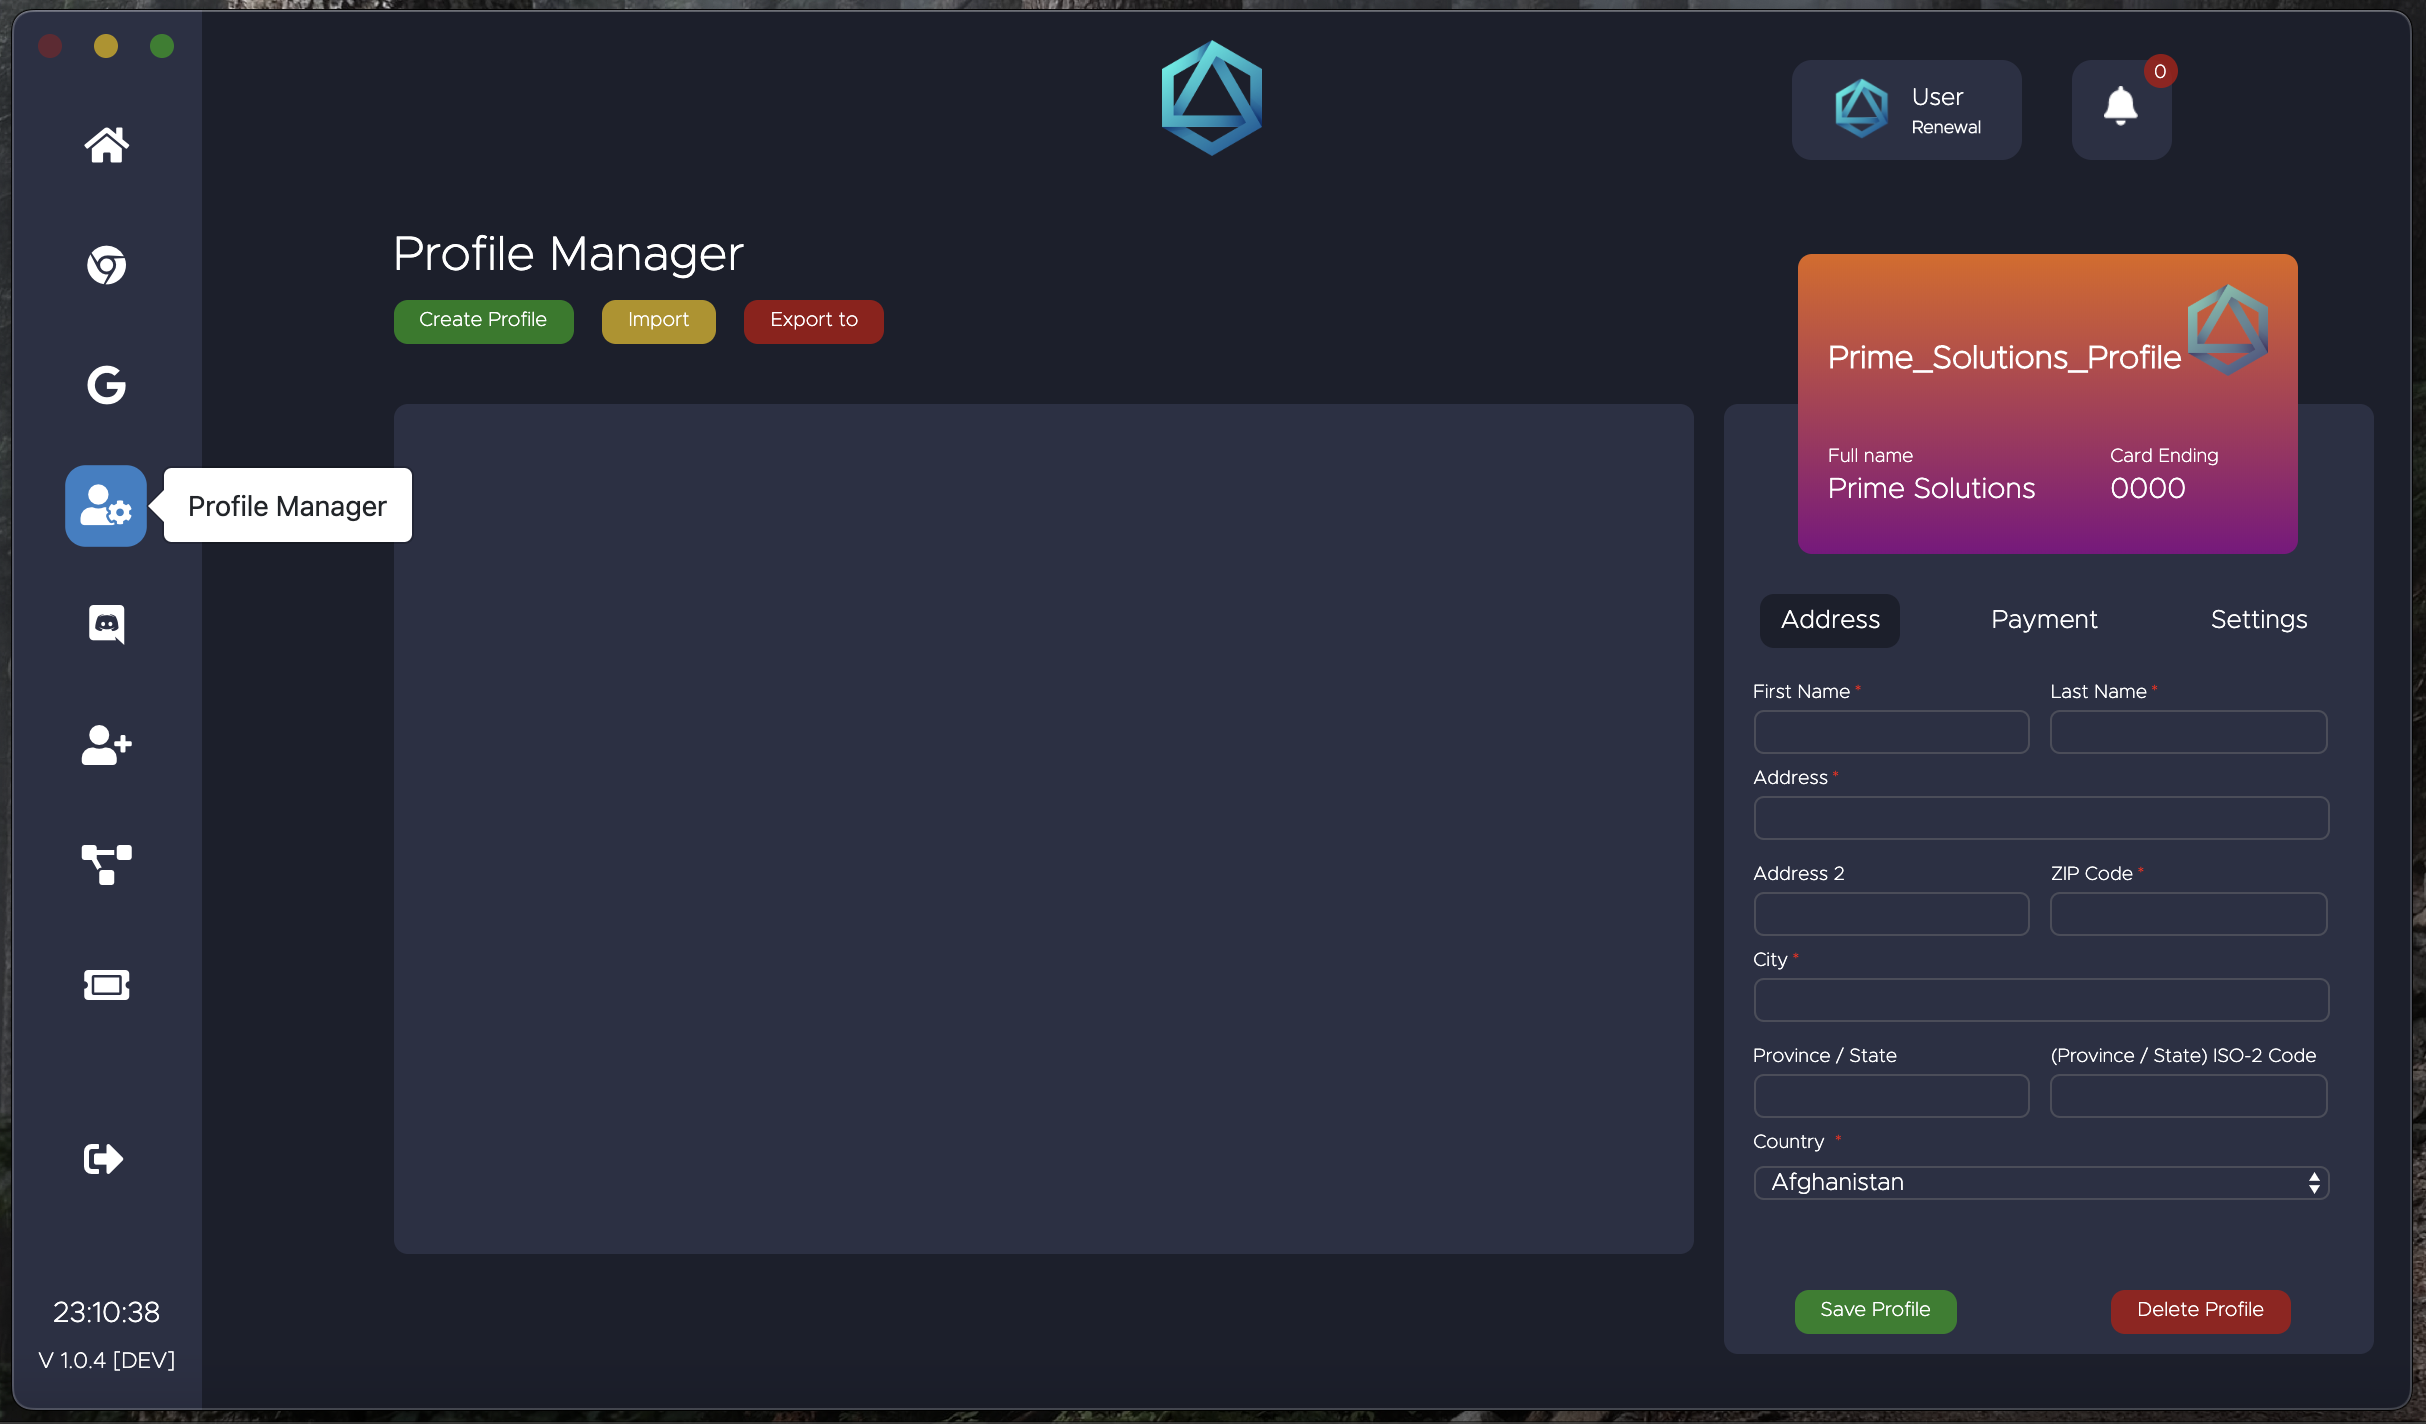 0
User
Renewal
Profile Manager
Create Profile
Import
Export to
Prime_Solutions_Profile
Full name
Card Ending
Prime Solutions
0000
Profile Manager
Address
Payment
Settings
First Name *
Last Name *
Address *
Address 2
ZIP Code *
City *
Province / State
(Province / State) ISO-2 Code
Country *
Afghanistan
Save Profile
Delete Profile
23:10:38
V 1.0.4 [DEV]